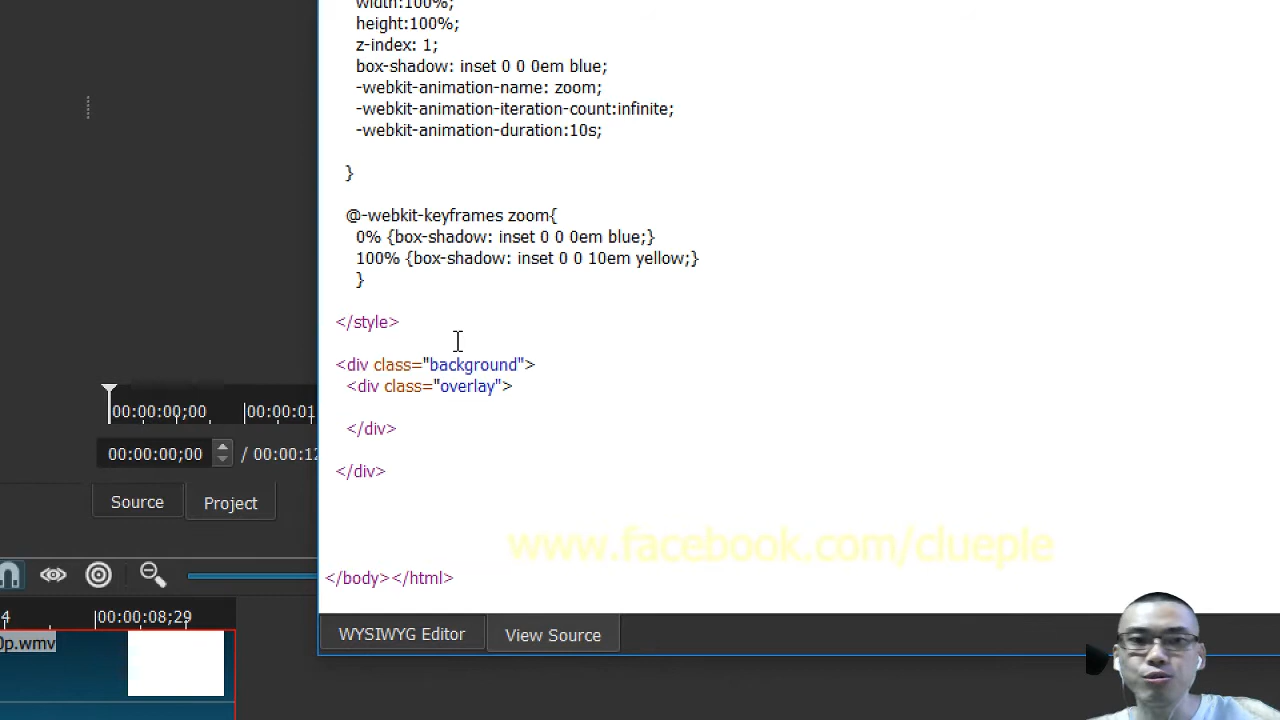 width:100%;
height:100%;
z-index: 1;
box-shadow: inset 0 0 0em blue;
-webkit-animation-name: zoom;
-webkit-animation-iteration-count:infinite;
-webkit-animation-duration:10s;
}
@-webkit-keyframes zoom{
0% {box-shadow: inset 0 0 0em blue;}
100% {box-shadow: inset 0 0 10em yellow;}
}
</style>
<div class="background">
<div class="overlay">
</div>
</div>
www.facebook.com/clueple
</body></html>
WYSIWYG Editor
View Source
00:00:00;00
00:00:01
00:00:00;00
/ 00:00:12
Source
Project
4
00:00:08;29
0p.wmv